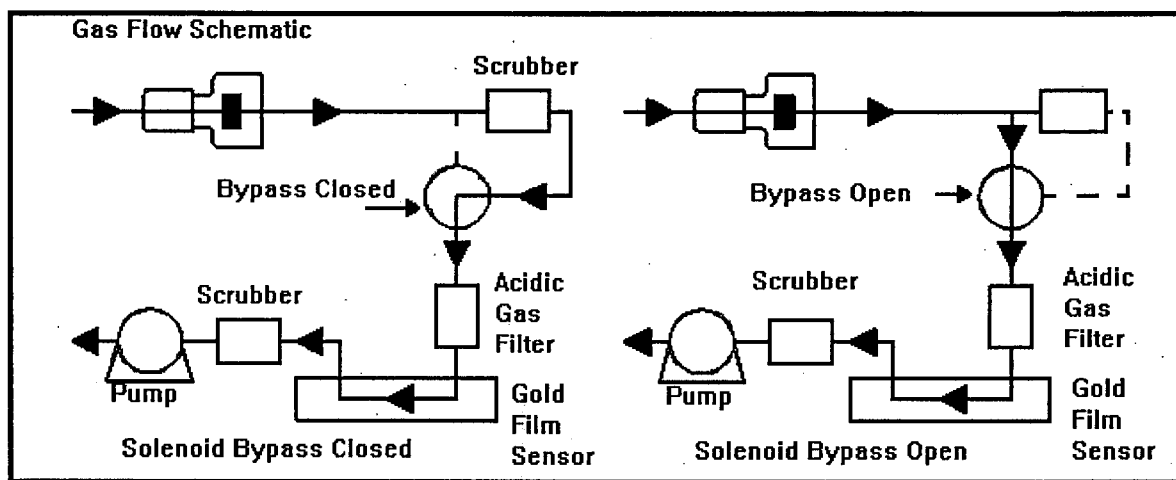 Gas Flow Schematic
Scrubber
Bypass Closed
Scrubber
Acidic
Gas
Filter
Pump
Gold
Film
Sensor
Solenoid Bypass Closed
Bypass Open
Scrubber
Acidic
Gas
Filter
Pump
Gold
Film
Sensor
Solenoid Bypass Open